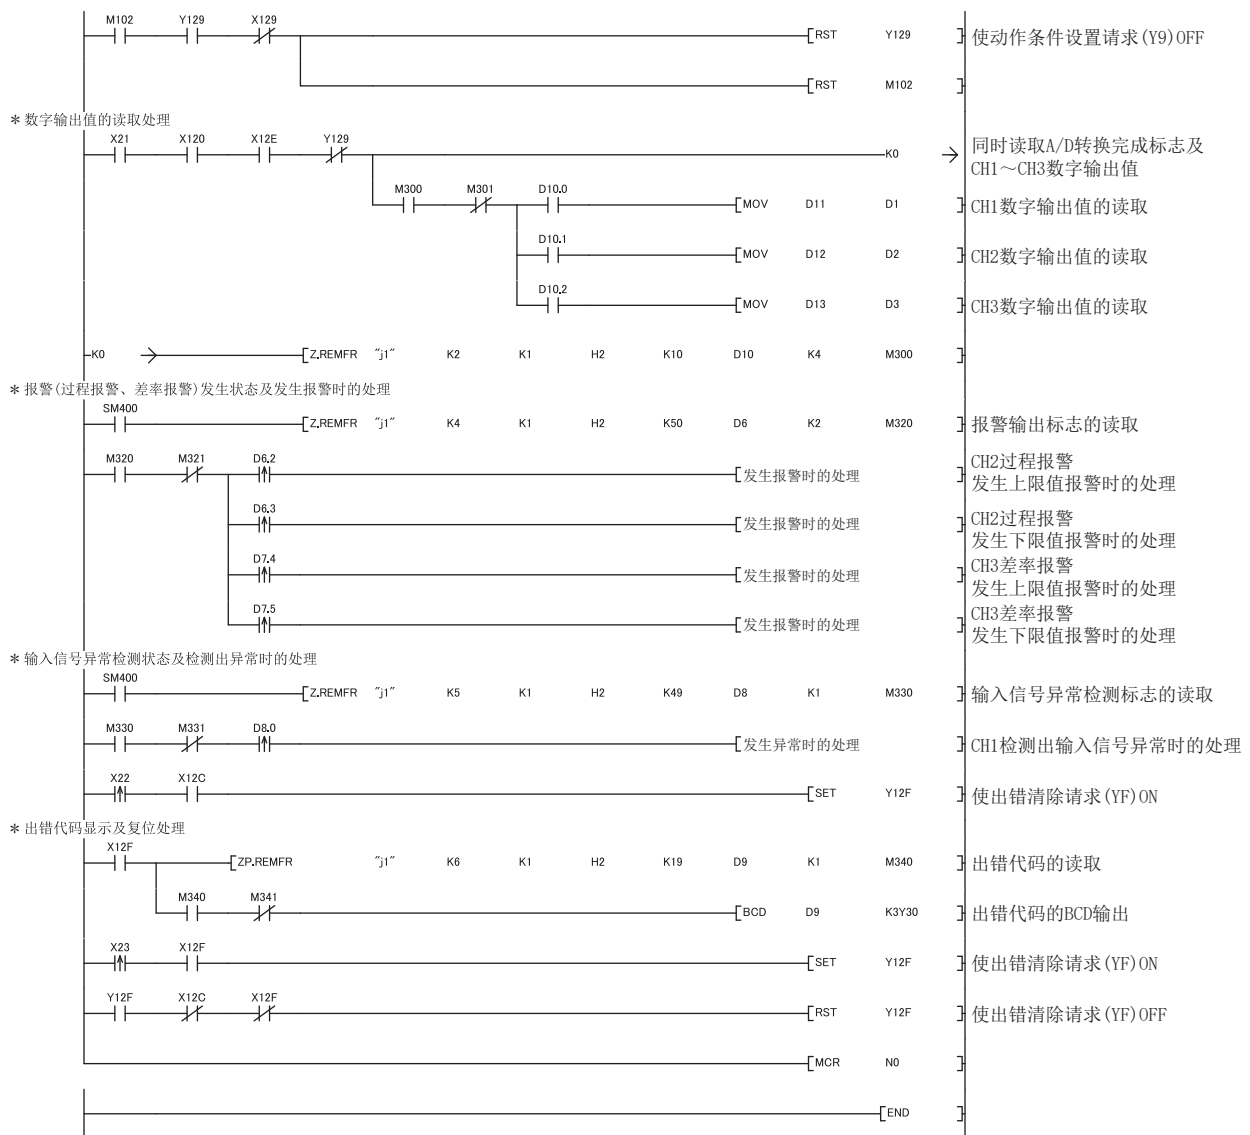 M102 Y129 X129
RST Y129 使动作条件设置请求(Y9)OFF
RST M102
*数字输出值的读取处理
X21 X120 X12E Y129
K0 同时读取A/D转换完成标志及
CH1～CH3数字输出值
M300 M301 D10.0
MOV D11 D1 CH1数字输出值的读取
D10.1
MOV D12 D2 CH2数字输出值的读取
D10.2
MOV D13 D3 CH3数字输出值的读取
K0 Z.REMFR "j1" K2 K1 H2 K10 D10 K4 M300
*报警(过程报警、差率报警)发生状态及发生报警时的处理
SM400
Z.REMFR "j1" K4 K1 H2 K50 D6 K2 M320 报警输出标志的读取
M320 M321 D6.2
发生报警时的处理 CH2过程报警
发生上限值报警时的处理
D6.3
发生报警时的处理 CH2过程报警
发生下限值报警时的处理
D7.4
发生报警时的处理 CH3差率报警
发生上限值报警时的处理
D7.5
发生报警时的处理 CH3差率报警
发生下限值报警时的处理
*输入信号异常检测状态及检测出异常时的处理
SM400
Z.REMFR "j1" K5 K1 H2 K49 D8 K1 M330 输入信号异常检测标志的读取
M330 M331 D8.0
发生异常时的处理 CH1检测出输入信号异常时的处理
X22 X12C
SET Y12F 使出错清除请求(YF)ON
*出错代码显示及复位处理
X12F
ZP.REMFR "j1" K6 K1 H2 K19 D9 K1 M340 出错代码的读取
M340 M341
BCD D9 K3Y30 出错代码的BCD输出
X23 X12F
SET Y12F 使出错清除请求(YF)ON
Y12F X12C X12F
RST Y12F 使出错清除请求(YF)OFF
MCR N0
END